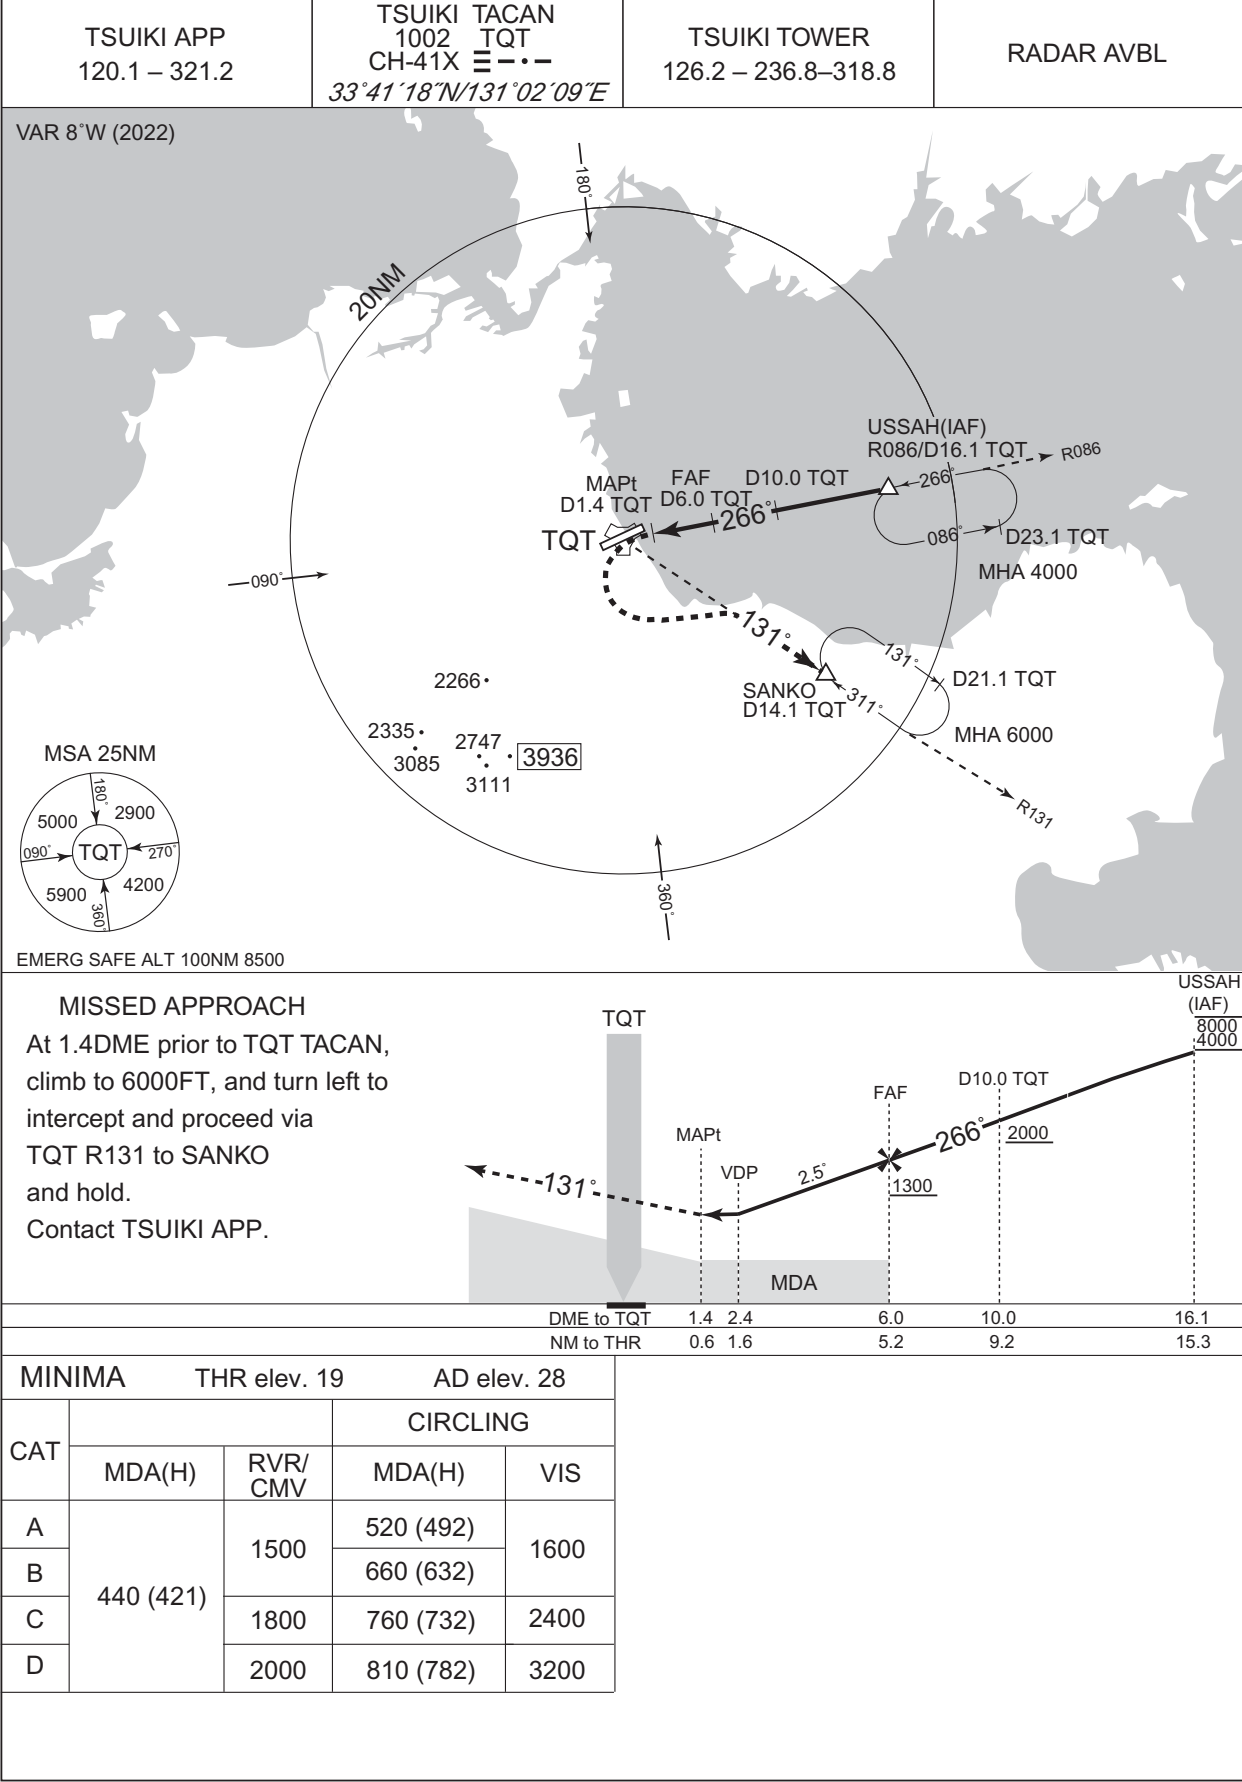 TSUIKI APP
120.1 – 321.2
TSUIKI TACAN
1002 TQT
CH-41X
33˚41´18˝N/131˚02´09˝E
TSUIKI TOWER
126.2 – 236.8–318.8
RADAR AVBL
VAR 8˚W (2022)
180˚
20NM
USSAH(IAF)
R086/D16.1 TQT
R086
266˚
MAPt
D1.4 TQT
FAF
D6.0 TQT
D10.0 TQT
266˚
TQT
086˚
D23.1 TQT
MHA 4000
090˚
131˚
131˚
SANKO
D14.1 TQT
311˚
D21.1 TQT
MHA 6000
R131
2266
2335
3085
2747
3111
3936
360˚
MSA 25NM
180˚
5000
2900
090˚
TQT
270˚
5900
4200
360˚
EMERG SAFE ALT 100NM 8500
MISSED APPROACH
At 1.4DME prior to TQT TACAN,
climb to 6000FT, and turn left to
intercept and proceed via
TQT R131 to SANKO
and hold.
Contact TSUIKI APP.
TQT
USSAH
(IAF)
8000
4000
D10.0 TQT
FAF
266˚
2000
MAPt
VDP
2.5˚
1300
131˚
MDA
DME to TQT 1.4 2.4 6.0 10.0 16.1
NM to THR 0.6 1.6 5.2 9.2 15.3
MINIMA THR elev. 19 AD elev. 28
CAT
CIRCLING
MDA(H)
RVR/
CMV
MDA(H)
VIS
A
B
C
D
440 (421)
1500
1800
2000
520 (492)
660 (632)
760 (732)
810 (782)
1600
2400
3200